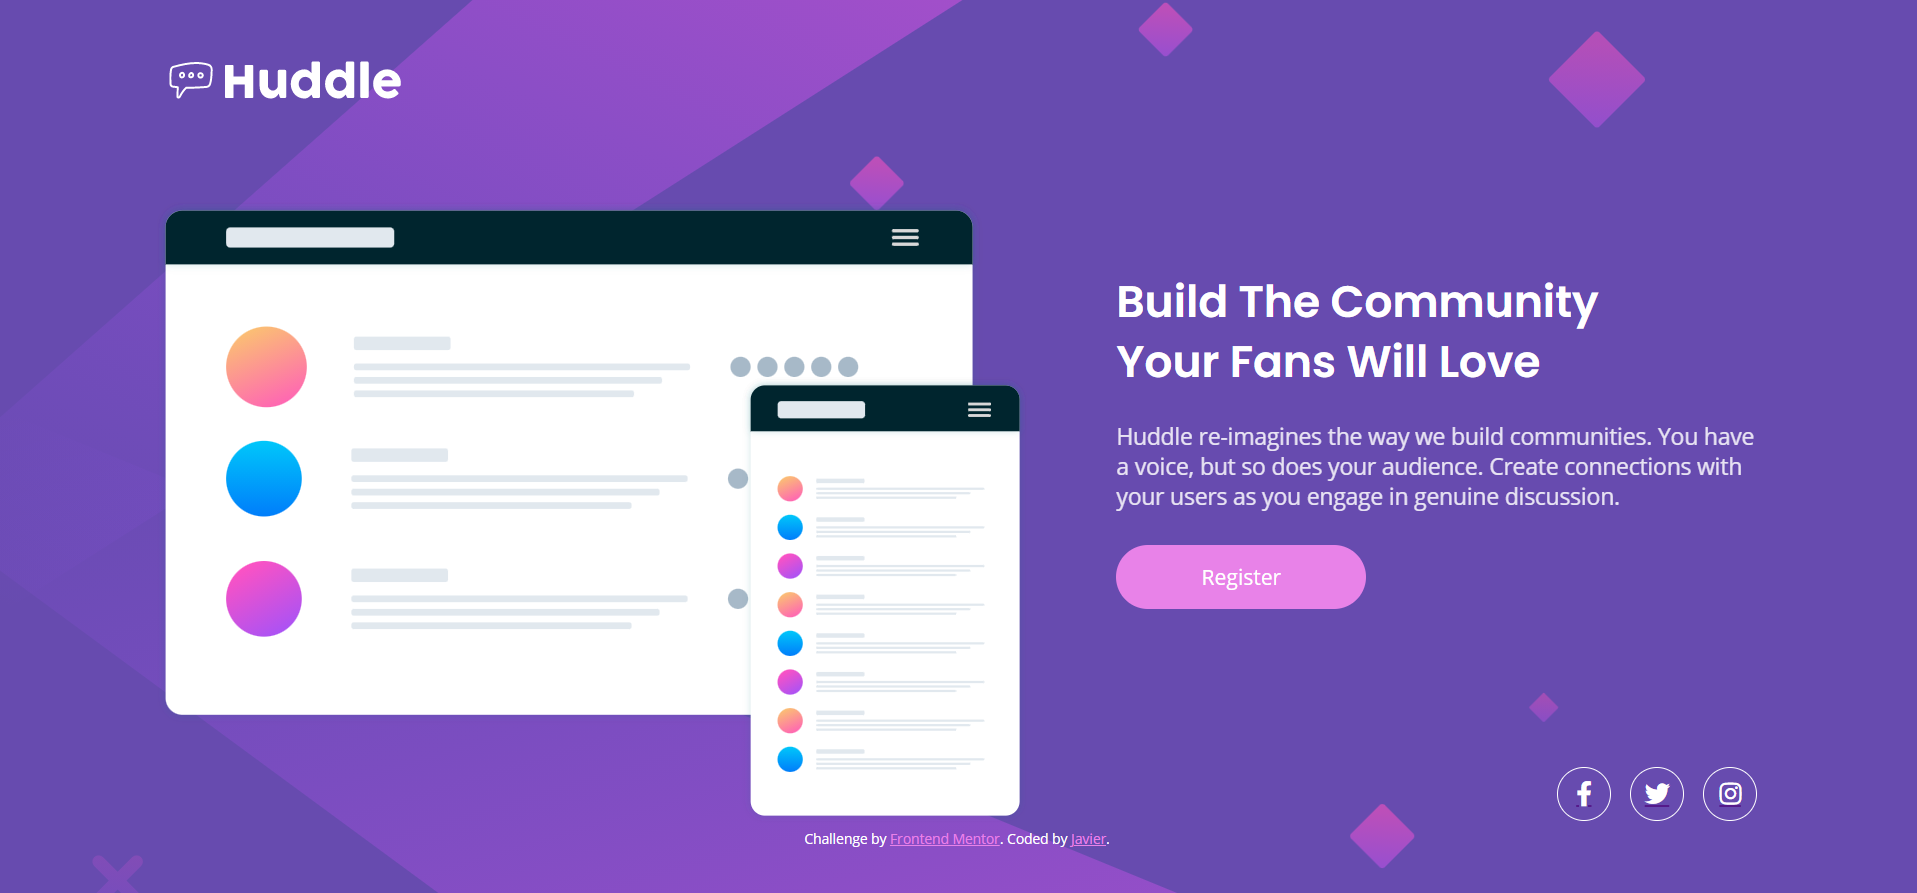 Huddle
Build The Community
Your Fans Will Love
Huddle re-imagines the way we build communities. You have
a voice, but so does your audience. Create connections with
your users as you engage in genuine discussion.
Register
Challenge by Frontend Mentor. Coded by Javier.